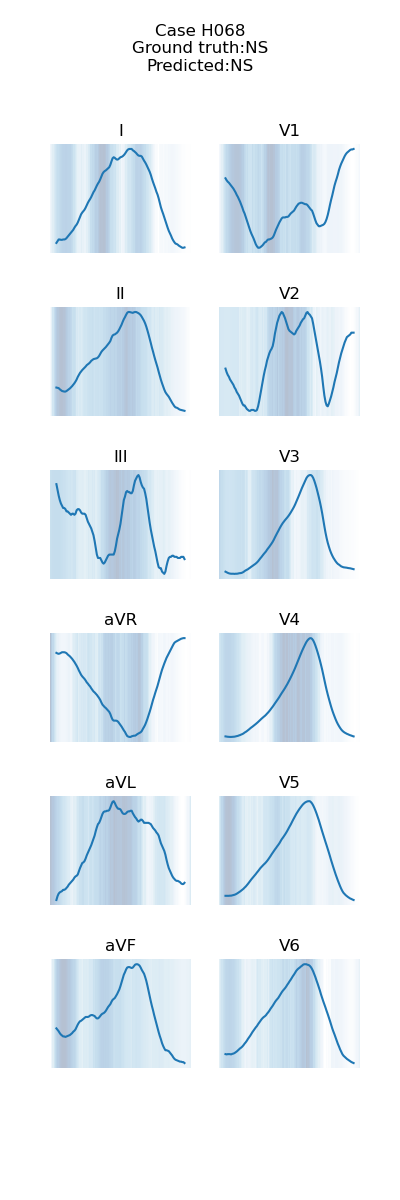 Case H068
Ground truth:NS
Predicted:NS
I
V1
II
V2
III
V3
aVR
V4
aVL
V5
aVF
V6